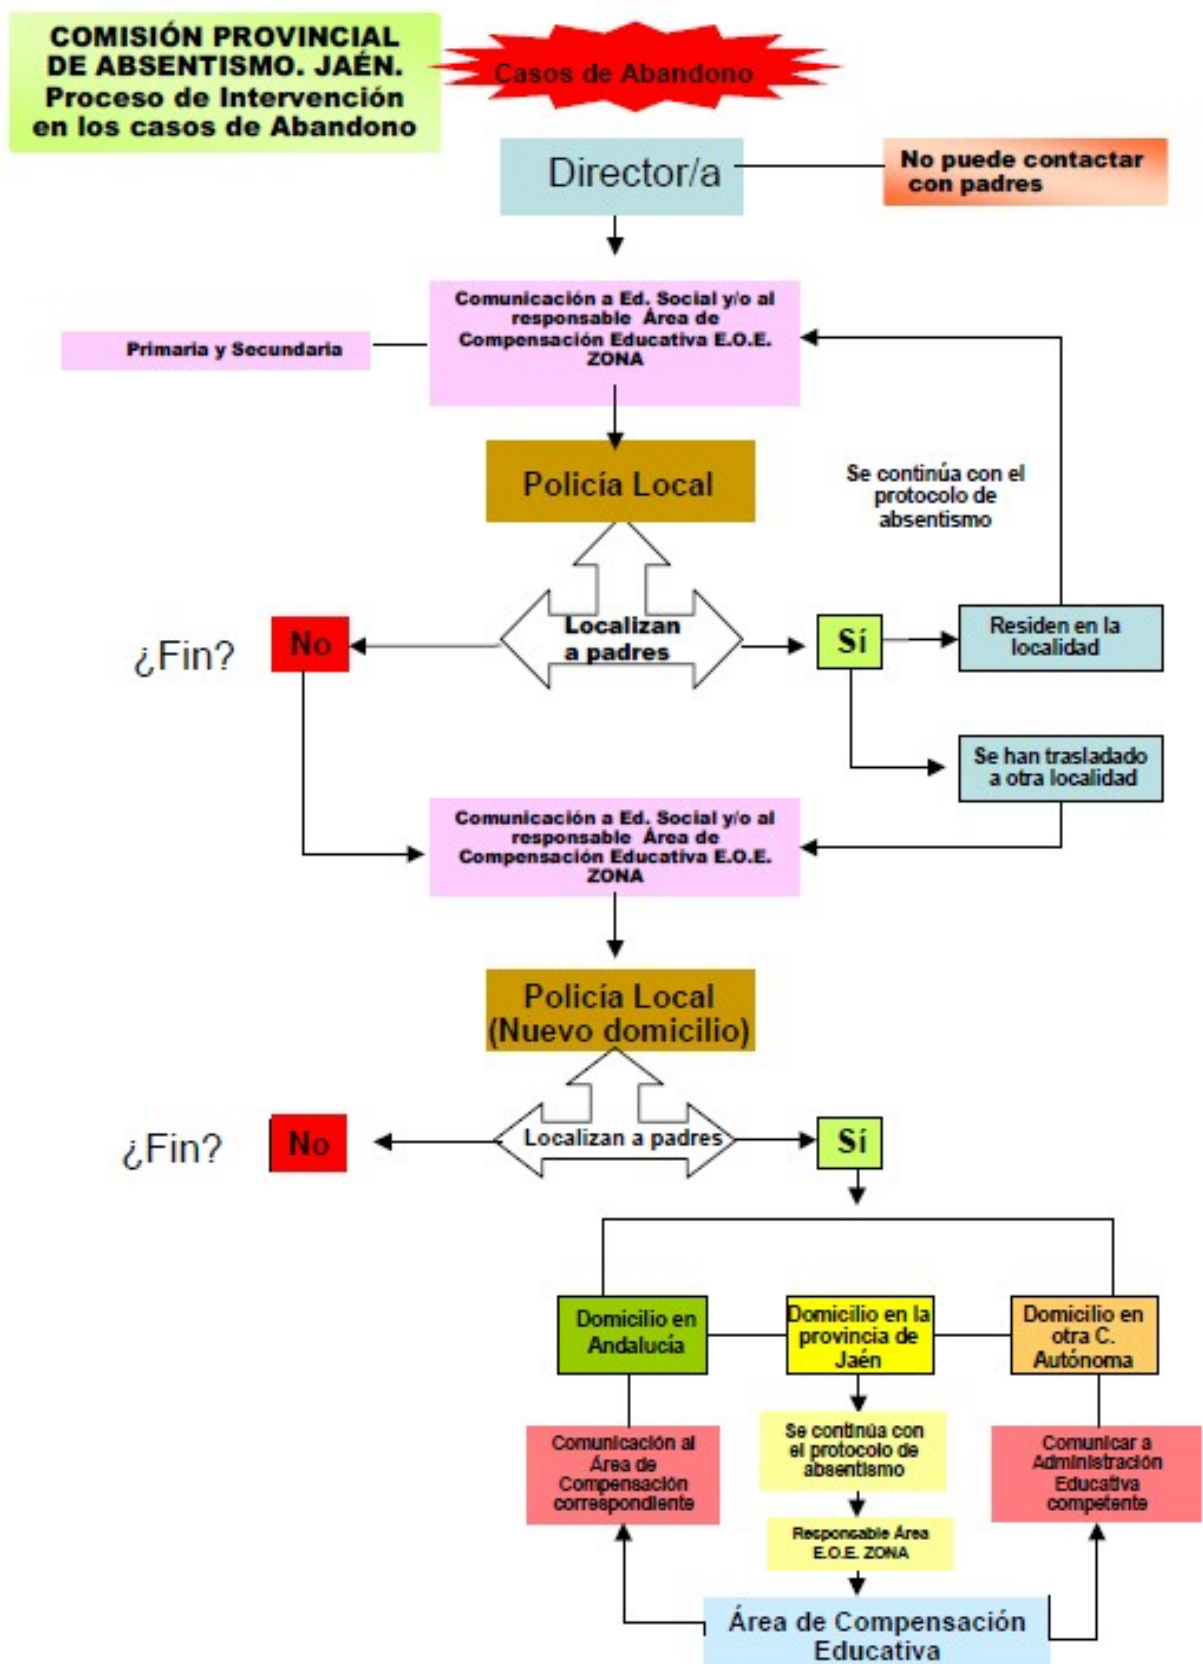 COMISIÓN PROVINCIAL
DE ABSENTISMO. JAÉN.
Proceso de Intervención
en los casos de Abandono
Casos de Abandono
Director/a
No puede contactar
con padres
Comunicación a Ed. Social y/o al
responsable Área de
Compensación Educativa E.O.E.
ZONA
Primaria y Secundaria
Policía Local
Se continúa con el
protocolo de
absentismo
Localizan
a padres
¿Fin?
No
Sí
Residen en la
localidad
Se han trasladado
a otra localidad
Comunicación a Ed. Social y/o al
responsable Área de
Compensación Educativa E.O.E.
ZONA
Policía Local
(Nuevo domicilio)
¿Fin?
No
Localizan a padres
Sí
Domicilio en
Andalucía
Domicilio en la
provincia de
Jaén
Domicilio en
otra C.
Autónoma
Comunicación al
Área de
Compensación
correspondiente
Se continúa con
el protocolo de
absentismo
Comunicar a
Administración
Educativa
competente
Responsable Área
E.O.E. ZONA
Área de Compensación
Educativa